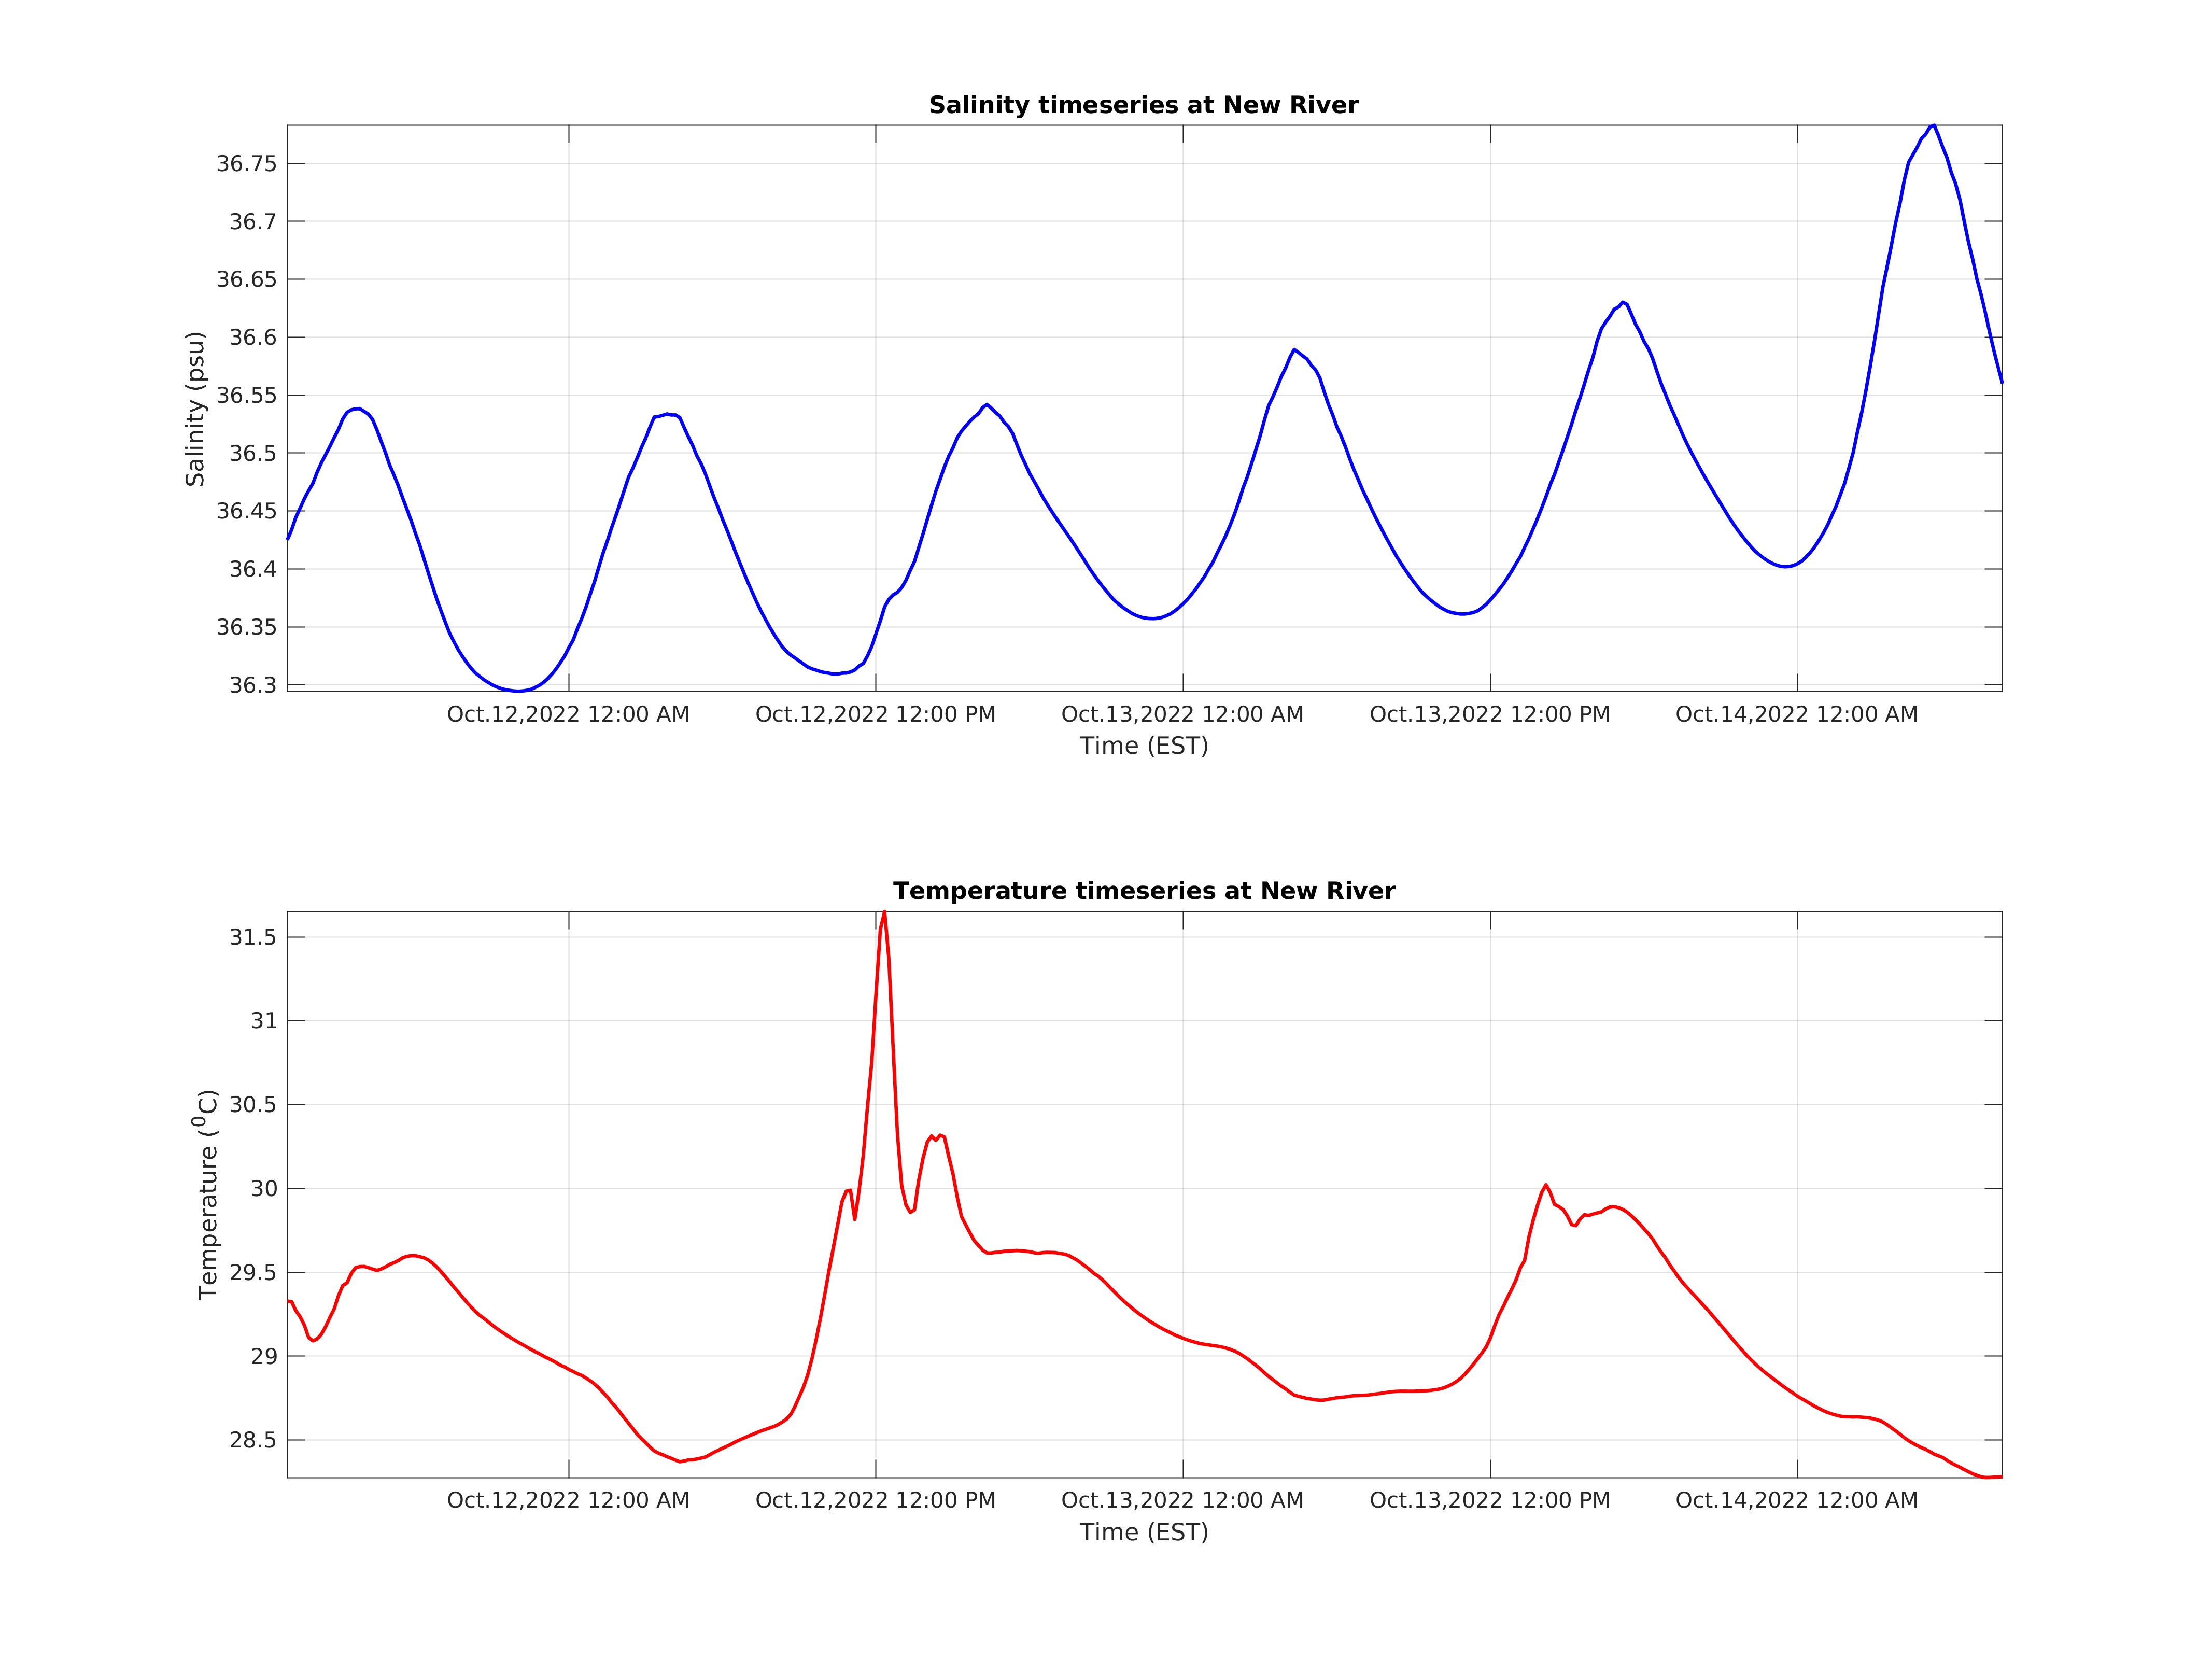 Salinity timeseries at New River
36.75
36.7
36.65
36.6
36.55
36.5
36.45
36.4
36.35
36.3
Salinity (psu)
Oct.12,2022 12:00 AM Oct.12,2022 12:00 PM Oct.13,2022 12:00 AM Oct.13,2022 12:00 PM Oct.14,2022 12:00 AM
Time (EST)
Temperature timeseries at New River
31.5
31
30.5
30
29.5
29
28.5
Temperature (⁰C)
Oct.12,2022 12:00 AM Oct.12,2022 12:00 PM Oct.13,2022 12:00 AM Oct.13,2022 12:00 PM Oct.14,2022 12:00 AM
Time (EST)